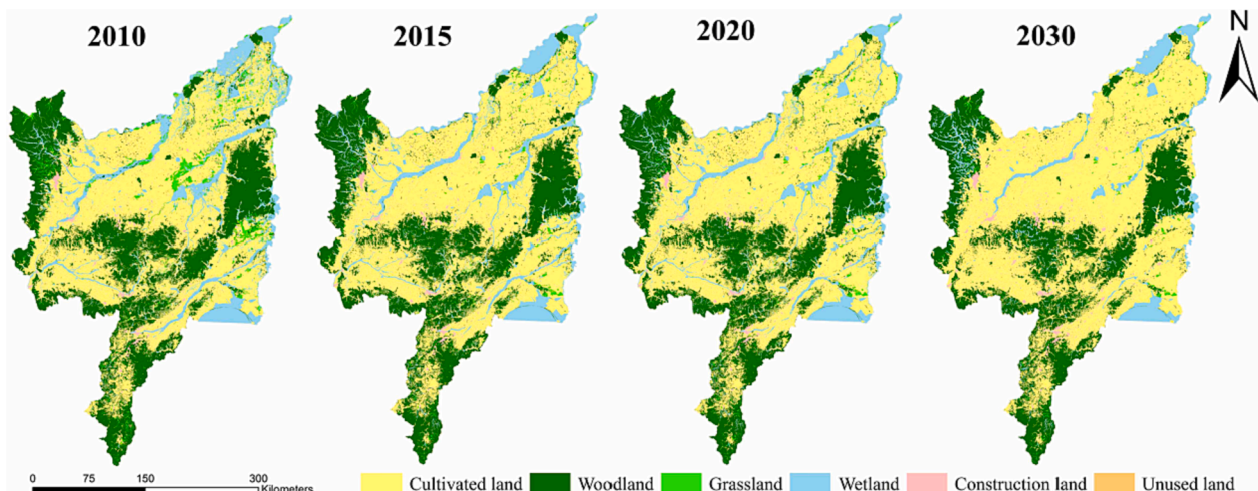 2010
2015
2020
2030
N
0 75 150 300
Kilometers
Cultivated land Woodland Grassland Wetland Construction land Unused land